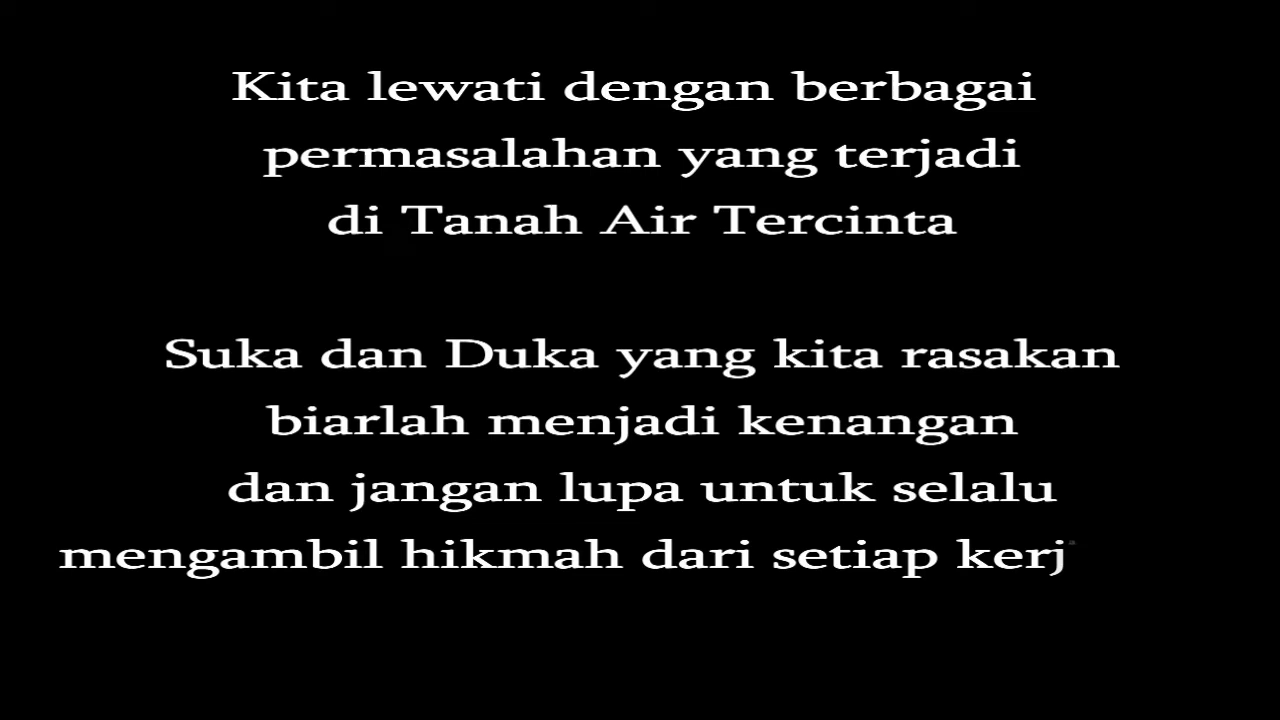 Kita lewati dengan berbagai
permasalahan yang terjadi
di Tanah Air Tercinta
Suka dan Duka yang kita rasakan
biarlah menjadi kenangan
dan jangan lupa untuk selalu
mengambil hikmah dari setiap kerj